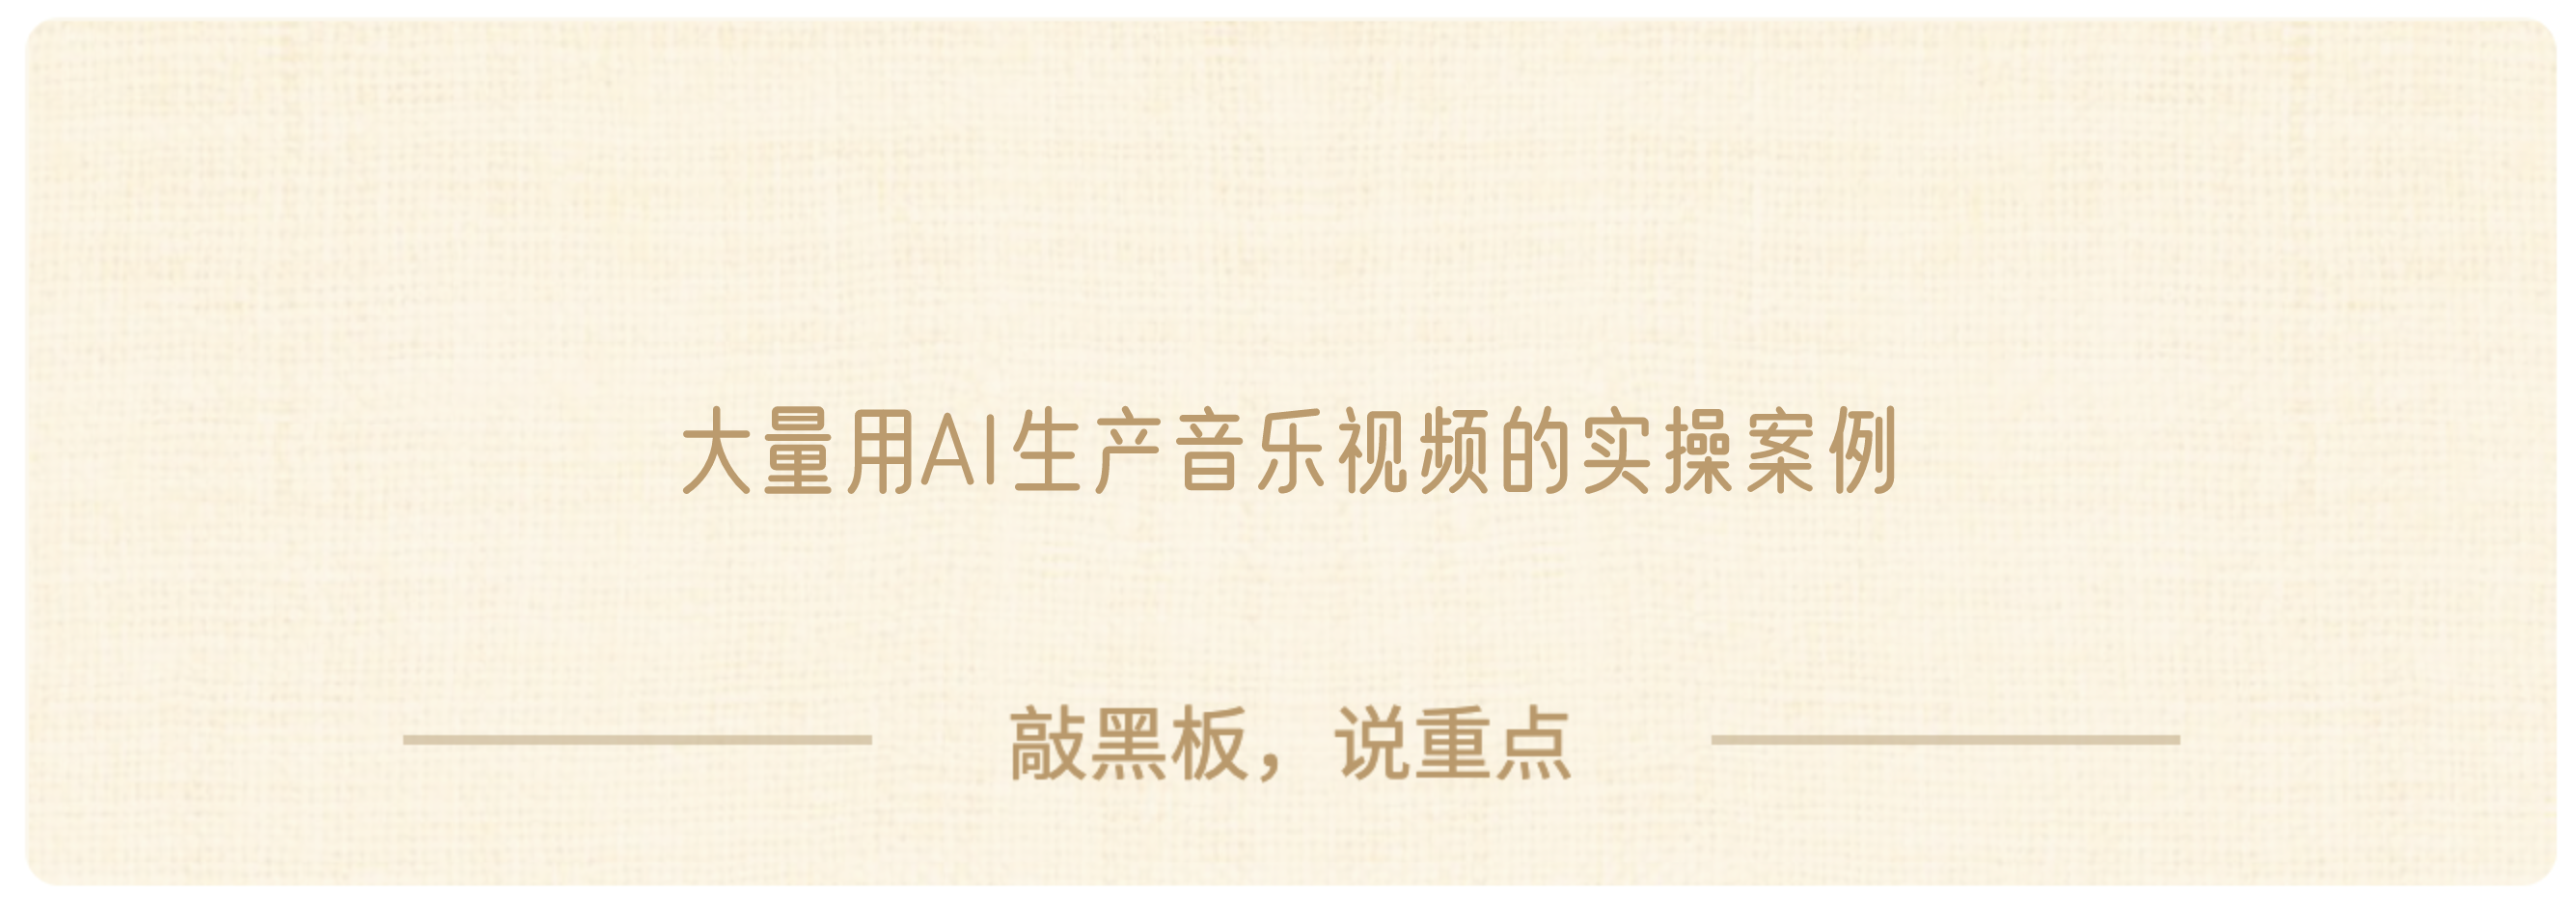 大量用AI生产音乐视频的实操案例
敲黑板，说重点